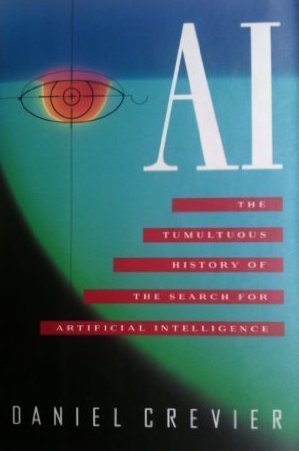 AI
THE
TUMULTUOUS
HISTORY OF
THE SEARCH FOR
ARTIFICIAL INTELLIGENCE
DANIEL CREVIER